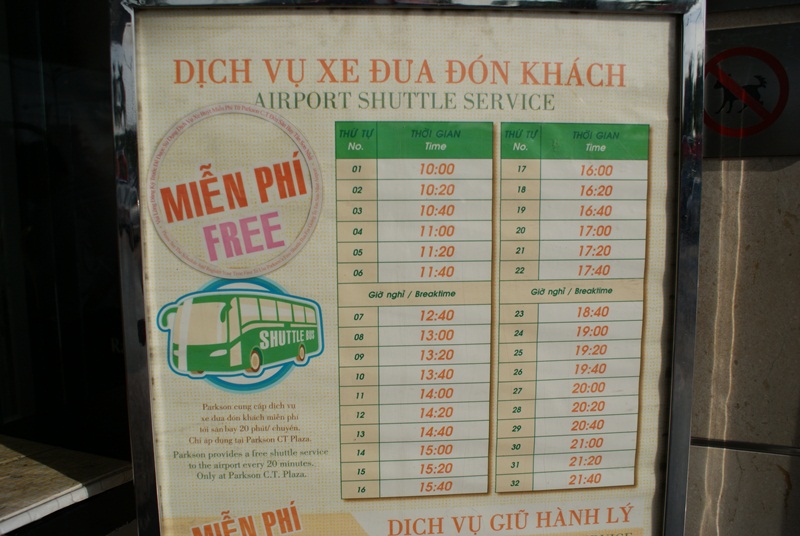 DỊCH VỤ XE ĐUA ĐÓN KHÁCH
AIRPORT SHUTTLE SERVICE
MIỄN PHÍ
FREE
SHUTTLE BUS
Parkson cung cấp dịch vụ
xe đua đón khách miễn phí
tới sân bay 20 phút/ chuyến.
Chỉ áp dụng tại Parkson CT Plaza.
Parkson provides a free shuttle service
to the airport every 20 minutes.
Only at Parkson C.T. Plaza.
THỨ TỰ THỜI GIAN
No. Time
01 10:00
02 10:20
03 10:40
04 11:00
05 11:20
06 11:40
Giờ nghỉ / Breaktime
07 12:40
08 13:00
09 13:20
10 13:40
11 14:00
12 14:20
13 14:40
14 15:00
15 15:20
16 15:40
THỨ TỰ THỜI GIAN
No. Time
17 16:00
18 16:20
19 16:40
20 17:00
21 17:20
22 17:40
Giờ nghỉ / Breaktime
23 18:40
24 19:00
25 19:20
26 19:40
27 20:00
28 20:20
29 20:40
30 21:00
31 21:20
32 21:40
MIỄN PHÍ
DỊCH VỤ GIỮ HÀNH LÝ